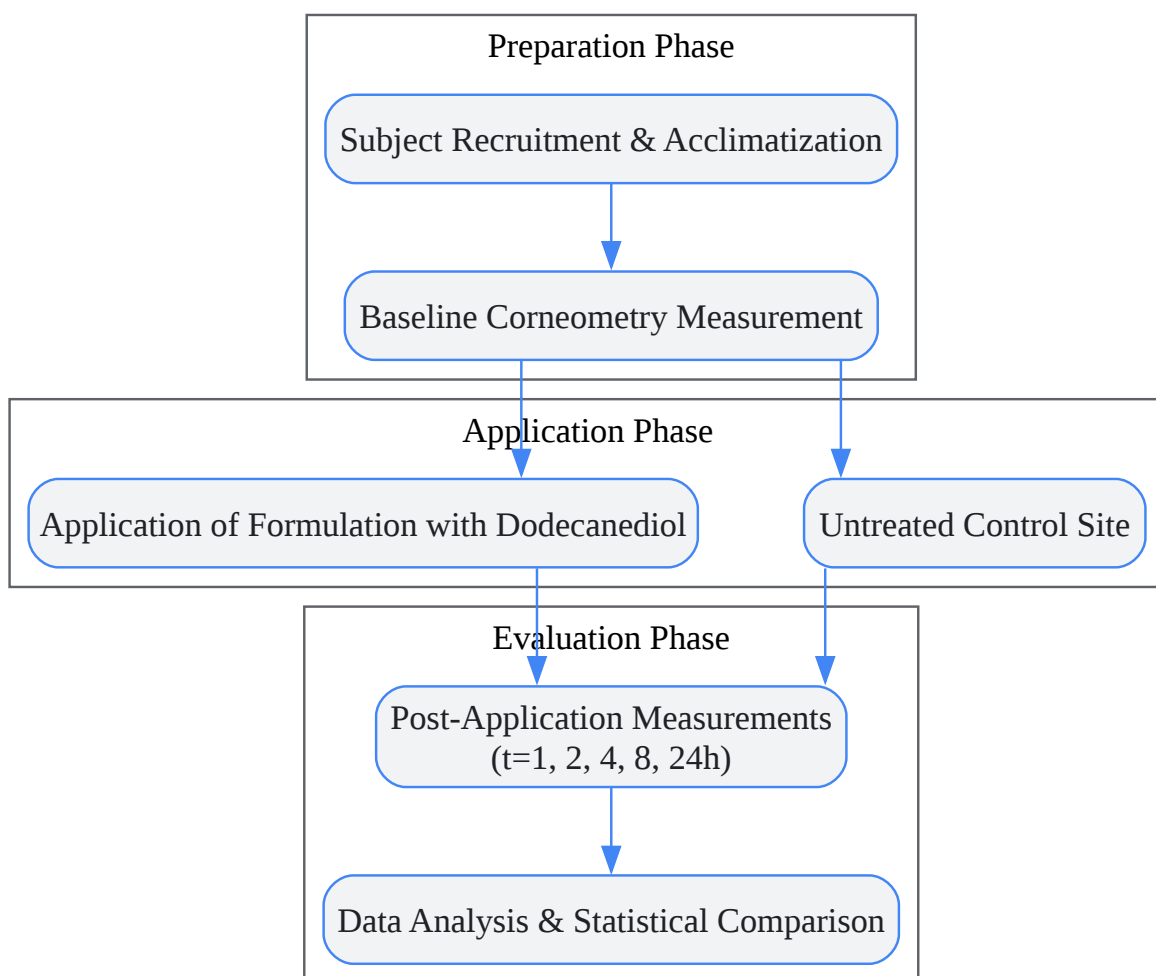 Preparation Phase
Subject Recruitment & Acclimatization
Baseline Corneometry Measurement
Application Phase
Application of Formulation with Dodecanediol
Untreated Control Site
Evaluation Phase
Post-Application Measurements
(t=1, 2, 4, 8, 24h)
Data Analysis & Statistical Comparison